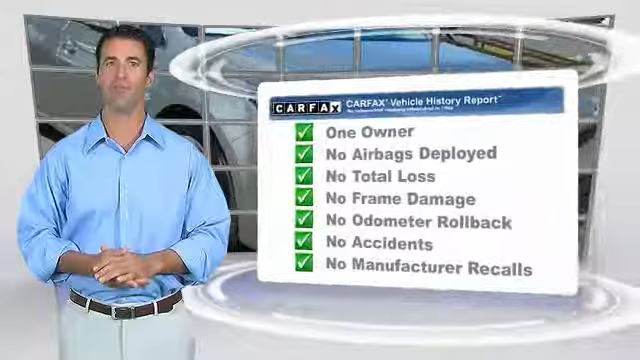 CARFAX CARFAX Vehicle History Report™
One Owner
No Airbags Deployed
No Total Loss
No Frame Damage
No Odometer Rollback
No Accidents
No Manufacturer Recalls